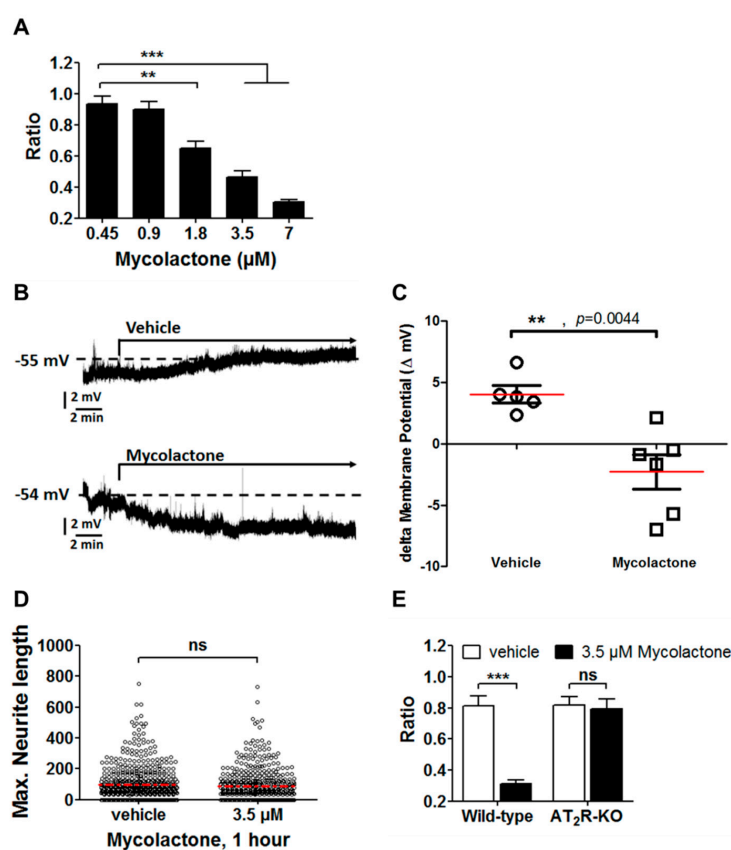 A
***
**
1.2
1.0
0.8
0.6
0.4
0.2
Ratio
0.45 0.9 1.8 3.5 7
Mycolactone (µM)
B
Vehicle
-55 mV
2 mV
2 min
Mycolactone
-54 mV
2 mV
2 min
C
** , p=0.0044
10
5
0
-5
-10
delta Membrane Potential (Δ mV)
Vehicle Mycolactone
D
ns
1000
800
600
400
200
0
Max. Neurite length
vehicle 3.5 µM
Mycolactone, 1 hour
E
vehicle 3.5 µM Mycolactone
*** ns
1.2
1.0
0.8
0.6
0.4
0.2
Ratio
Wild-type AT₂R-KO